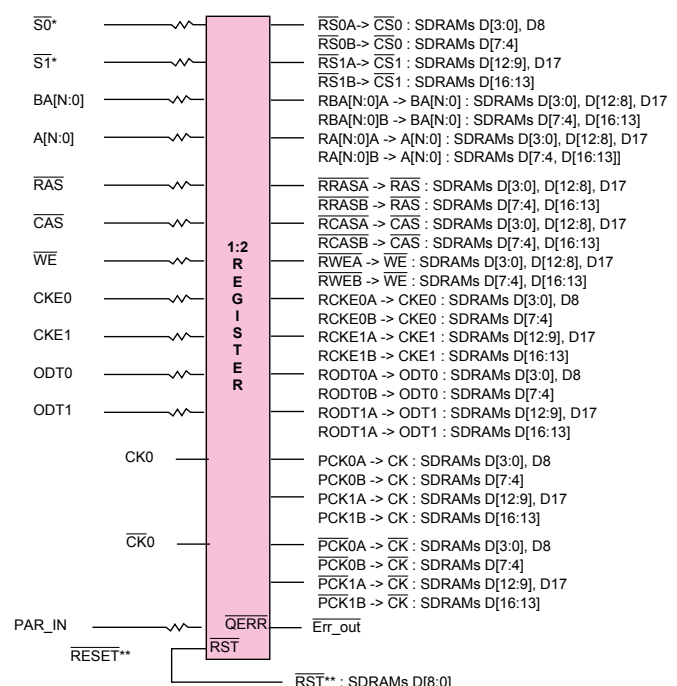 S0*
RS0A-> CS0 : SDRAMs D[3:0], D8
RS0B-> CS0 : SDRAMs D[7:4]
S1*
RS1A-> CS1 : SDRAMs D[12:9], D17
RS1B-> CS1 : SDRAMs D[16:13]
BA[N:0]
RBA[N:0]A -> BA[N:0] : SDRAMs D[3:0], D[12:8], D17
RBA[N:0]B -> BA[N:0] : SDRAMs D[7:4], D[16:13]
A[N:0]
RA[N:0]A -> A[N:0] : SDRAMs D[3:0], D[12:8], D17
RA[N:0]B -> A[N:0] : SDRAMs D[7:4, D[16:13]]
RAS
RRASA -> RAS : SDRAMs D[3:0], D[12:8], D17
RRASB -> RAS : SDRAMs D[7:4], D[16:13]
CAS
RCASA -> CAS : SDRAMs D[3:0], D[12:8], D17
RCASB -> CAS : SDRAMs D[7:4], D[16:13]
WE
RWEA -> WE : SDRAMs D[3:0], D[12:8], D17
RWEB -> WE : SDRAMs D[7:4], D[16:13]
CKE0
RCKE0A -> CKE0 : SDRAMs D[3:0], D8
RCKE0B -> CKE0 : SDRAMs D[7:4]
CKE1
RCKE1A -> CKE1 : SDRAMs D[12:9], D17
RCKE1B -> CKE1 : SDRAMs D[16:13]
ODT0
RODT0A -> ODT0 : SDRAMs D[3:0], D8
RODT0B -> ODT0 : SDRAMs D[7:4]
ODT1
RODT1A -> ODT1 : SDRAMs D[12:9], D17
RODT1A -> ODT1 : SDRAMs D[16:13]
1:2
REGISTER
CK0
PCK0A -> CK : SDRAMs D[3:0], D8
PCK0B -> CK : SDRAMs D[7:4]
PCK1A -> CK : SDRAMs D[12:9], D17
PCK1B -> CK : SDRAMs D[16:13]
CK0
PCK0A -> CK : SDRAMs D[3:0], D8
PCK0B -> CK : SDRAMs D[7:4]
PCK1A -> CK : SDRAMs D[12:9], D17
PCK1B -> CK : SDRAMs D[16:13]
PAR_IN
QERR
Err_out
RESET**
RST
RST** : SDRAMs D[8:0]